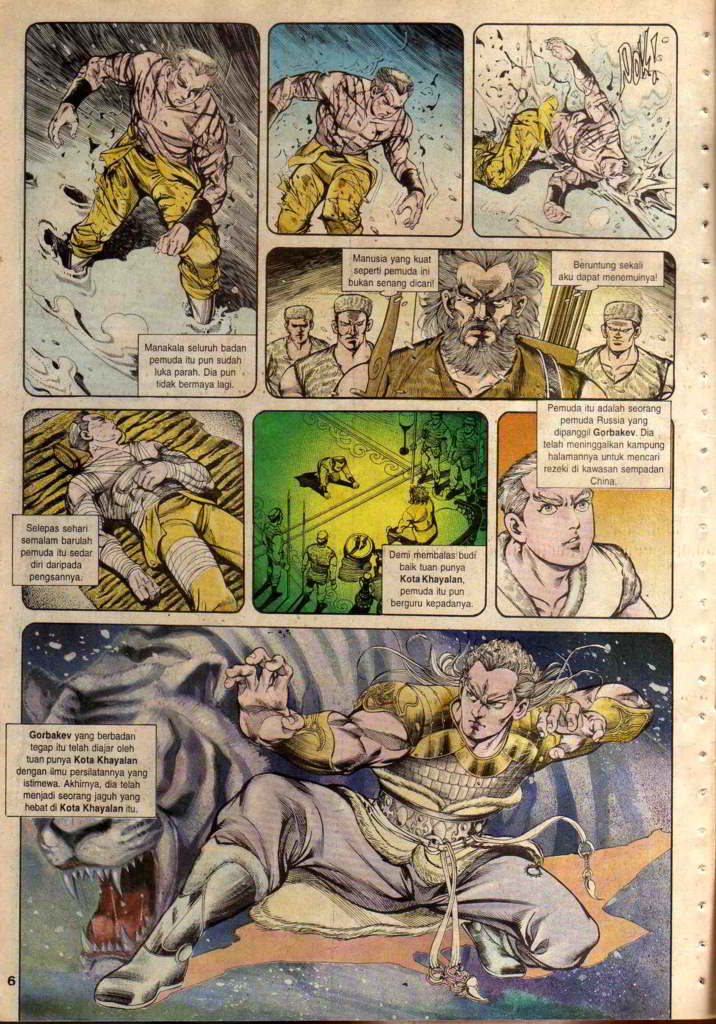 DOLL!
Manakala seluruh badan
pemuda itu pun sudah
luka parah. Dia pun
tidak bermaya lagi.
Manusia yang kuat
seperti pemuda ini
bukan senang dicari!
Beruntung sekali
aku dapat menemuinya!
Selepas sehari
semalam barulah
pemuda itu sedar
diri daripada
pengsannya.
Demi membalas budi
baik tuan punya
Kota Khayalan,
pemuda itu pun
berguru kepadanya.
Pemuda itu adalah seorang
pemuda Russia yang
dipanggil Gorbakev. Dia
telah meninggalkan kampung
halamannya untuk mencari
rezeki di kawasan sempadan
China.
Gorbakev yang berbadan
tegap itu telah diajar oleh
tuan punya Kota Khayalan
dengan ilmu persilatannya yang
istimewa. Akhirnya, dia telah
menjadi seorang jaguh yang
hebat di Kota Khayalan itu.
6